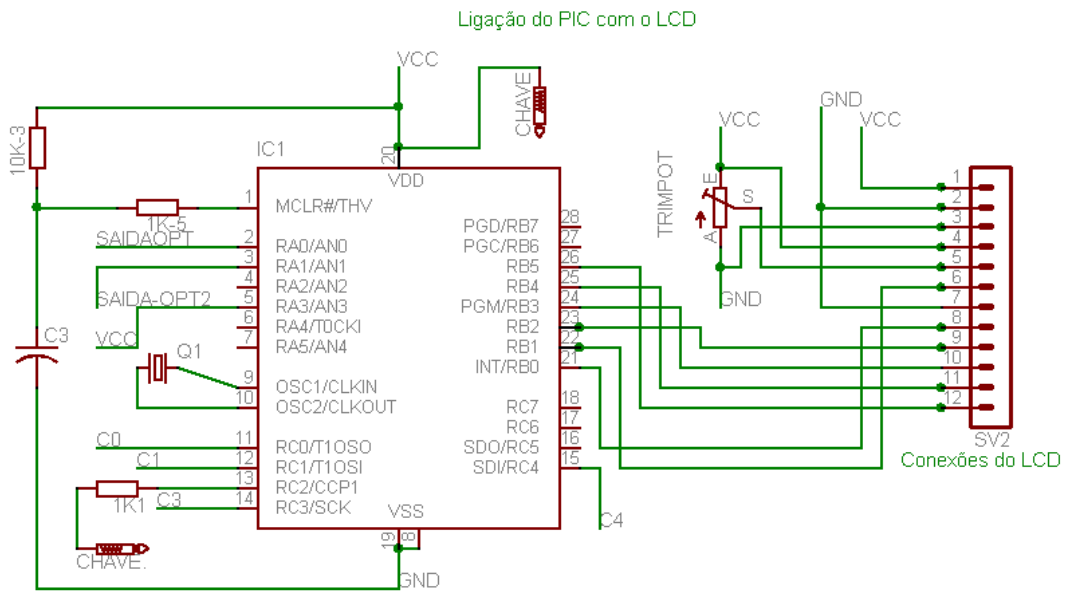 Ligação do PIC com o LCD
VCC
CHAVE
10K-3
IC1
20
VDD
1
MCLR#/THV
1K-5
SAIDAOPT
2
RA0/AN0
3
RA1/AN1
4
RA2/AN2
SAIDA-OPT2
5
RA3/AN3
6
RA4/T0CKI
VCC
7
RA5/AN4
C3
Q1
9
OSC1/CLKIN
10
OSC2/CLKOUT
C0
11
RC0/T1OSO
C1
12
RC1/T1OSI
13
RC2/CCP1
1K1
C3
14
RC3/SCK
CHAVE.
VSS
19
8
GND
28
PGD/RB7
27
PGC/RB6
26
RB5
25
RB4
24
PGM/RB3
23
RB2
22
RB1
21
INT/RB0
18
RC7
17
RC6
16
SDO/RC5
15
SDI/RC4
C4
TRIMPOT
VCC
E
S
A
GND
GND
VCC
1
2
3
4
5
6
7
8
9
10
11
12
SV2
Conexões do LCD